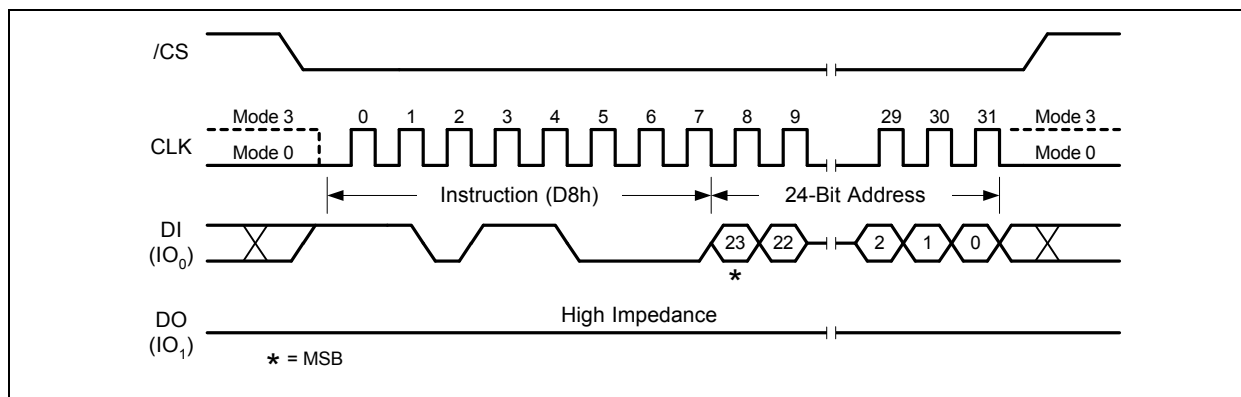 /CS
Mode 3 0 1 2 3 4 5 6 7 8 9 29 30 31 Mode 3
CLK
Mode 0 Mode 0
Instruction (D8h) 24-Bit Address
DI
(IO0)
23 22 2 1 0
*
High Impedance
DO
(IO1)
* = MSB